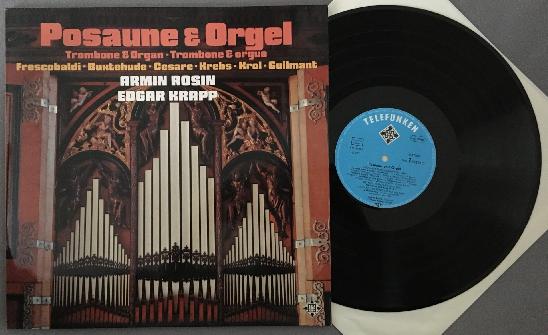 Posaune & Orgel
Trombone & Organ · Trombone & orgue
Frescobaldi · Buxtehude · Cesare · Krebs · Krol · Guilmant
ARMIN ROSIN
EDGAR KRAPP
TELEFUNKEN